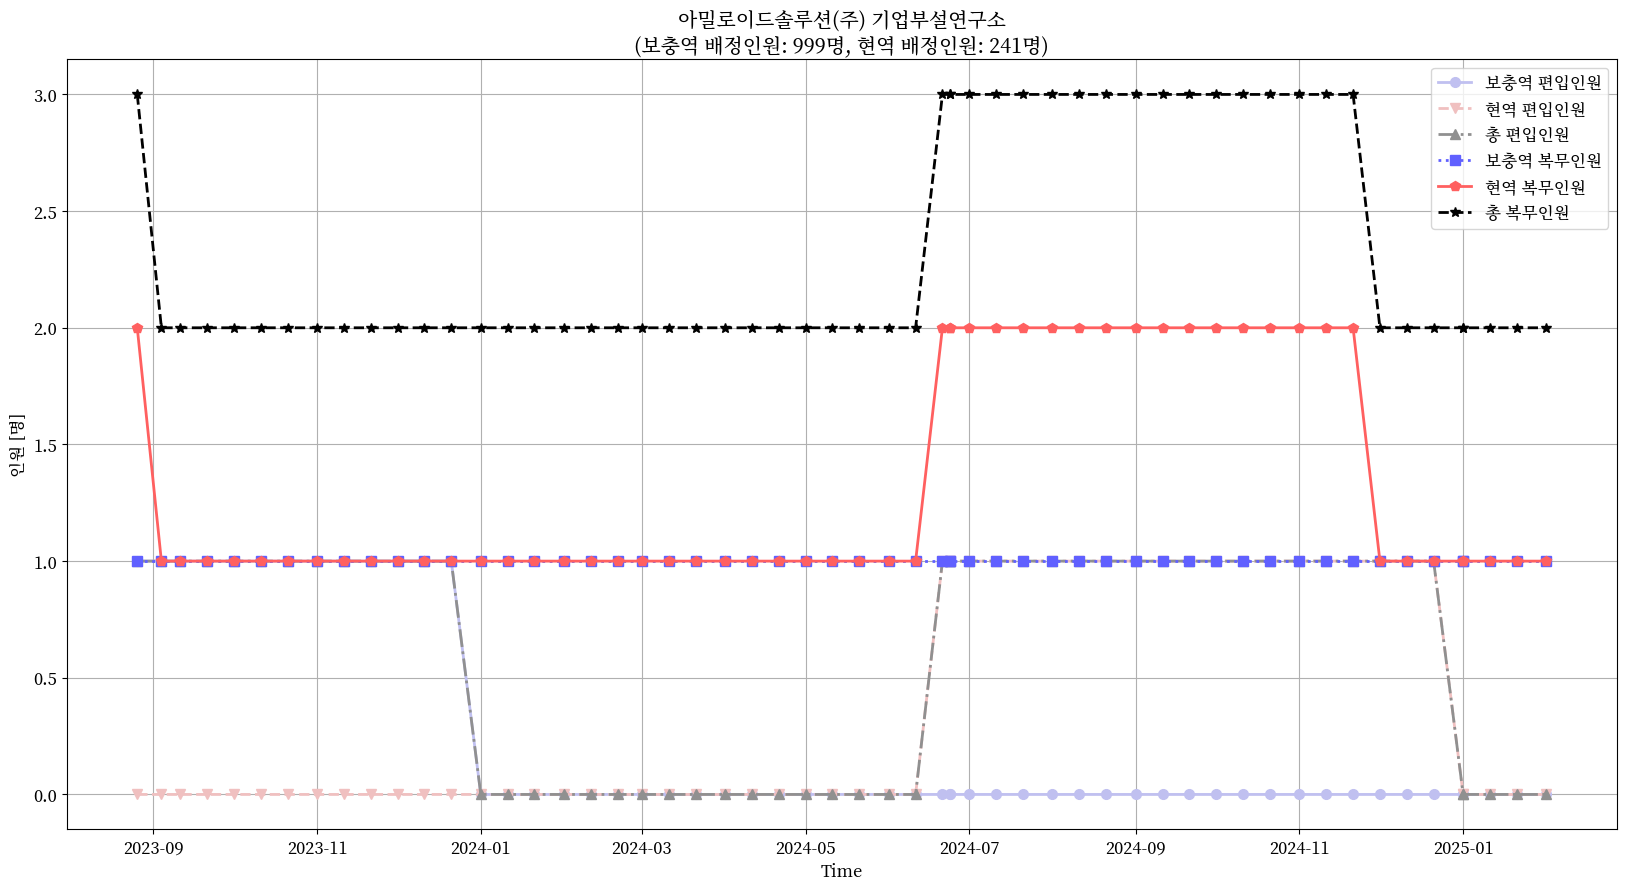 아밀로이드솔루션(주) 기업부설연구소
(보충역 배정인원: 999명, 현역 배정인원: 241명)
보충역 편입인원
현역 편입인원
총 편입인원
보충역 복무인원
현역 복무인원
총 복무인원
인원 [명]
3.0
2.5
2.0
1.5
1.0
0.5
0.0
2023-09
2023-11
2024-01
2024-03
2024-05
2024-07
2024-09
2024-11
2025-01
Time